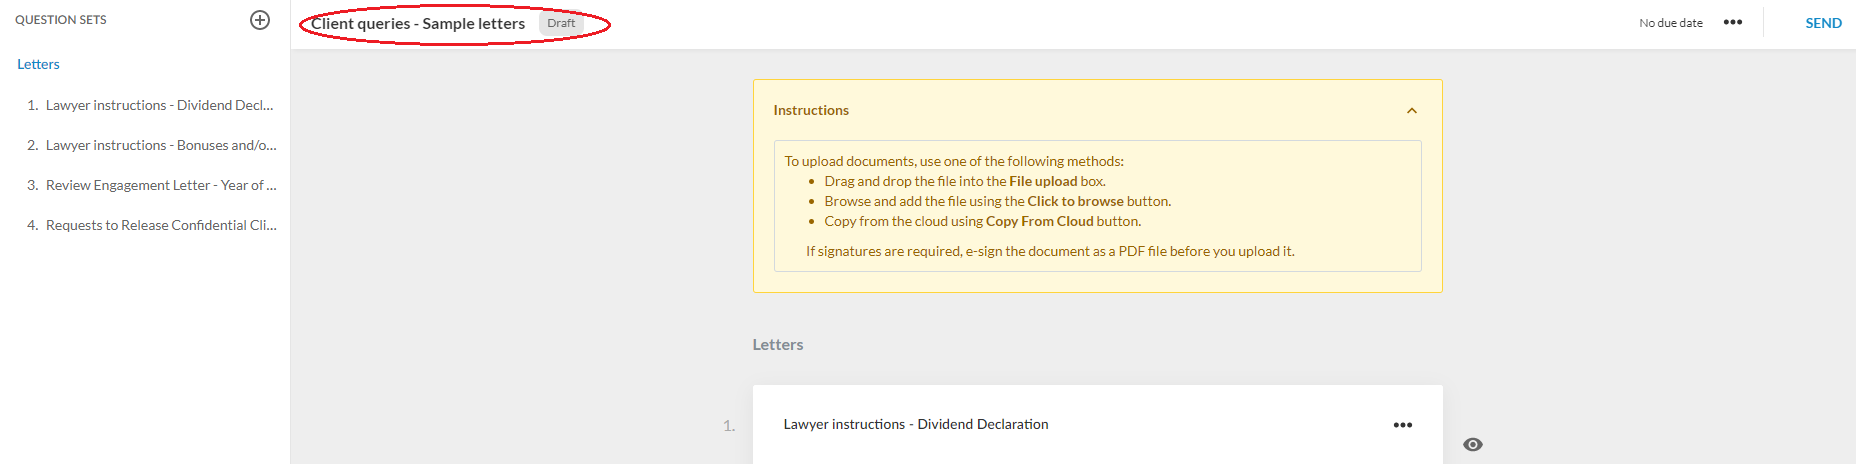 QUESTION SETS
Letters
1. Lawyer instructions - Dividend Decl...
2. Lawyer instructions - Bonuses and/o...
3. Review Engagement Letter - Year of ...
4. Requests to Release Confidential Cli...
Client queries - Sample letters Draft
No due date ••• SEND
Instructions
To upload documents, use one of the following methods:
• Drag and drop the file into the File upload box.
• Browse and add the file using the Click to browse button.
• Copy from the cloud using Copy From Cloud button.
If signatures are required, e-sign the document as a PDF file before you upload it.
Letters
1. Lawyer instructions - Dividend Declaration •••